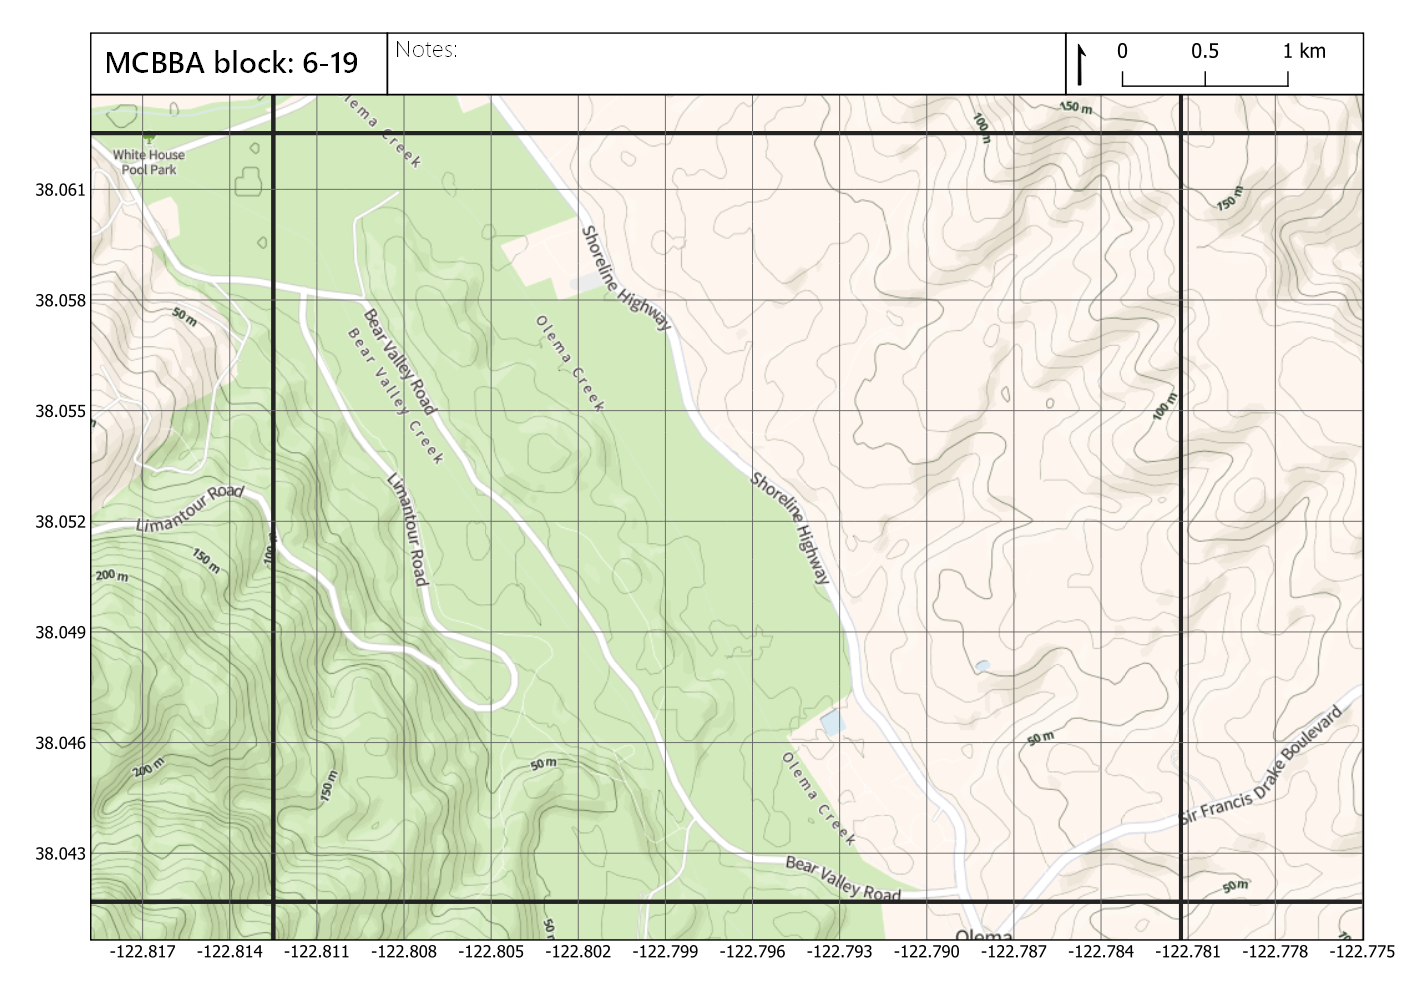 MCBBA block: 6-19
Notes:
0 0.5 1 km
Olema Creek
150 m
100 m
White House
Pool Park
38.061
150 m
Shoreline Highway
38.058
50 m
Bear Valley Road
Bear Valley Creek
Olema Creek
38.055
100 m
Limantour Road
Shoreline Highway
Limantour Road
38.052
100 m
150 m
200 m
38.049
38.046
50 m
200 m
50 m
150 m
Olema Creek
Sir Francis Drake Boulevard
38.043
Bear Valley Road
50 m
50
Olema
-122.817 -122.814 -122.811 -122.808 -122.805 -122.802 -122.799 -122.796 -122.793 -122.790 -122.787 -122.784 -122.781 -122.778 -122.775